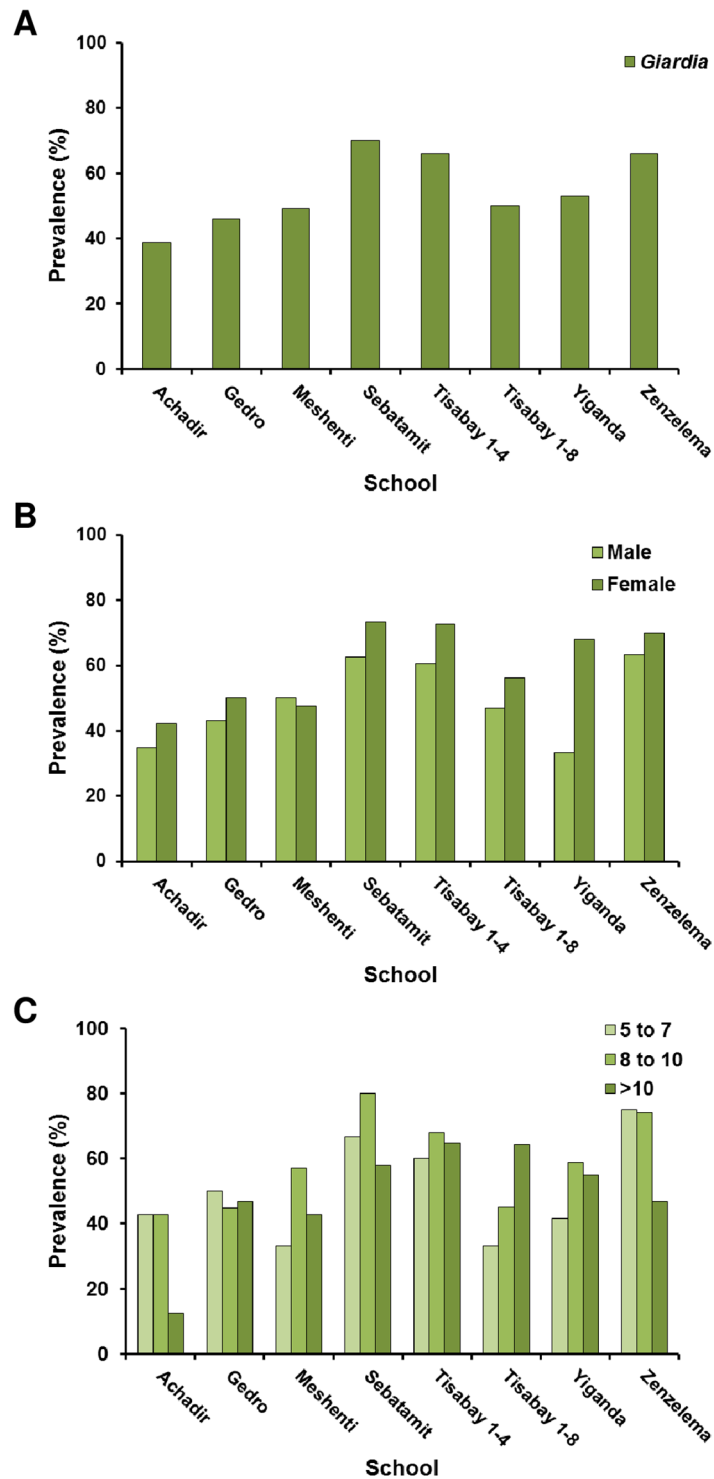 A
100
80
60
40
20
0
Prevalence (%)
Giardia
Achadir Gedro Meshenti Sebatamit Tisabay 1-4 Tisabay 1-8 Yiganda Zenzelema
School
B
100
80
60
40
20
0
Prevalence (%)
Male
Female
Achadir Gedro Meshenti Sebatamit Tisabay 1-4 Tisabay 1-8 Yiganda Zenzelema
School
C
100
80
60
40
20
0
Prevalence (%)
5 to 7
8 to 10
>10
Achadir Gedro Meshenti Sebatamit Tisabay 1-4 Tisabay 1-8 Yiganda Zenzelema
School